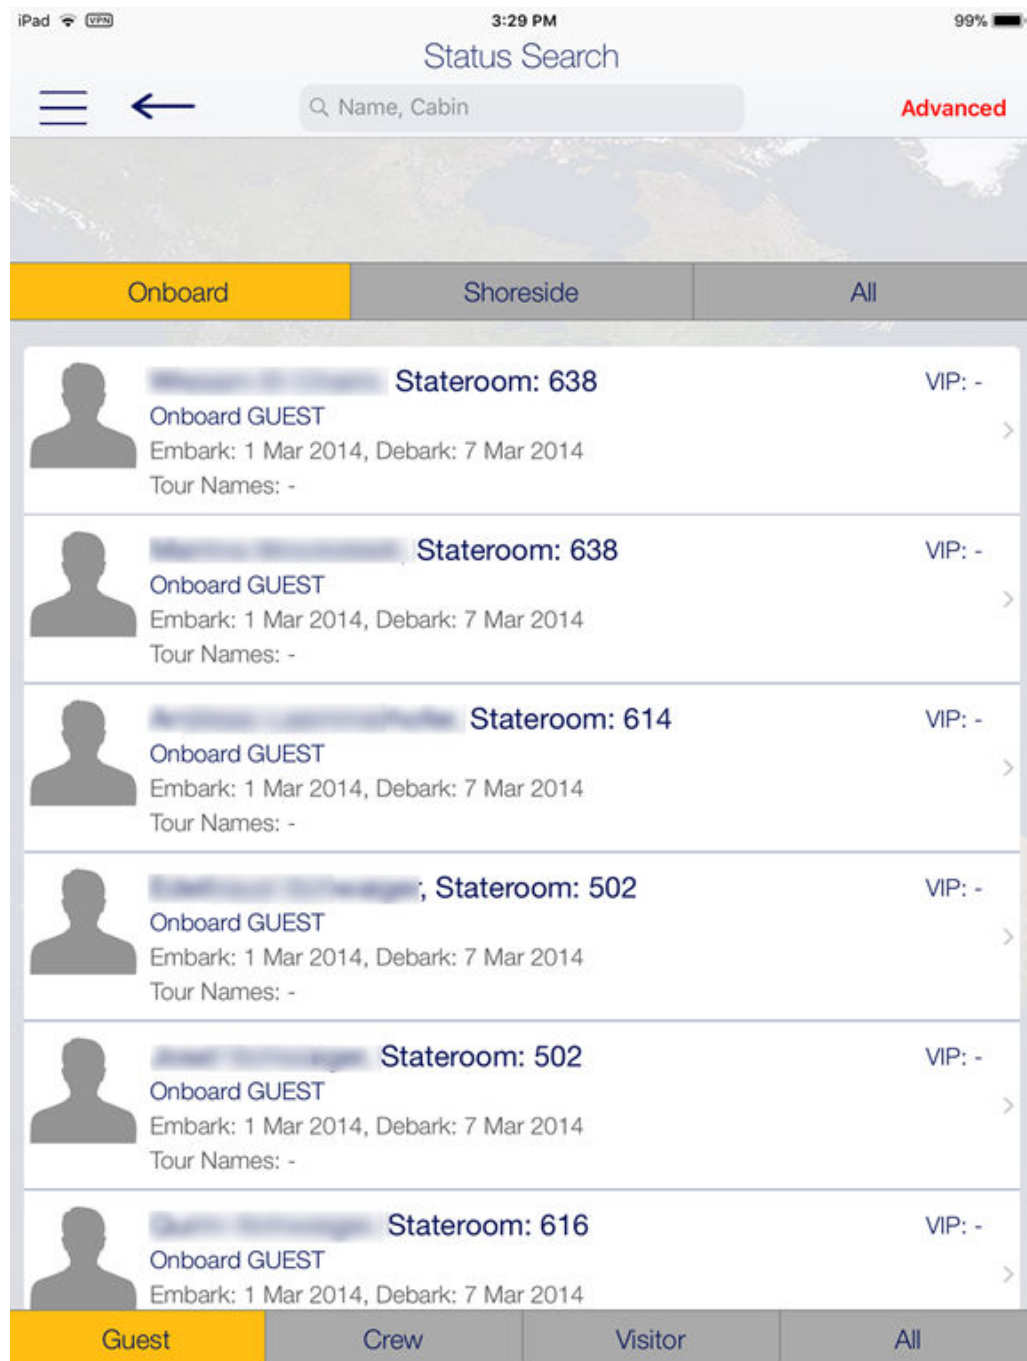 iPad VPN 3:29 PM 99%
Status Search
Name, Cabin
Advanced
Onboard Shoreside All
Stateroom: 638 VIP: -
Onboard GUEST
Embark: 1 Mar 2014, Debark: 7 Mar 2014
Tour Names: -
Stateroom: 638 VIP: -
Onboard GUEST
Embark: 1 Mar 2014, Debark: 7 Mar 2014
Tour Names: -
Stateroom: 614 VIP: -
Onboard GUEST
Embark: 1 Mar 2014, Debark: 7 Mar 2014
Tour Names: -
, Stateroom: 502 VIP: -
Onboard GUEST
Embark: 1 Mar 2014, Debark: 7 Mar 2014
Tour Names: -
Stateroom: 502 VIP: -
Onboard GUEST
Embark: 1 Mar 2014, Debark: 7 Mar 2014
Tour Names: -
Stateroom: 616 VIP: -
Onboard GUEST
Embark: 1 Mar 2014, Debark: 7 Mar 2014
Guest Crew Visitor All